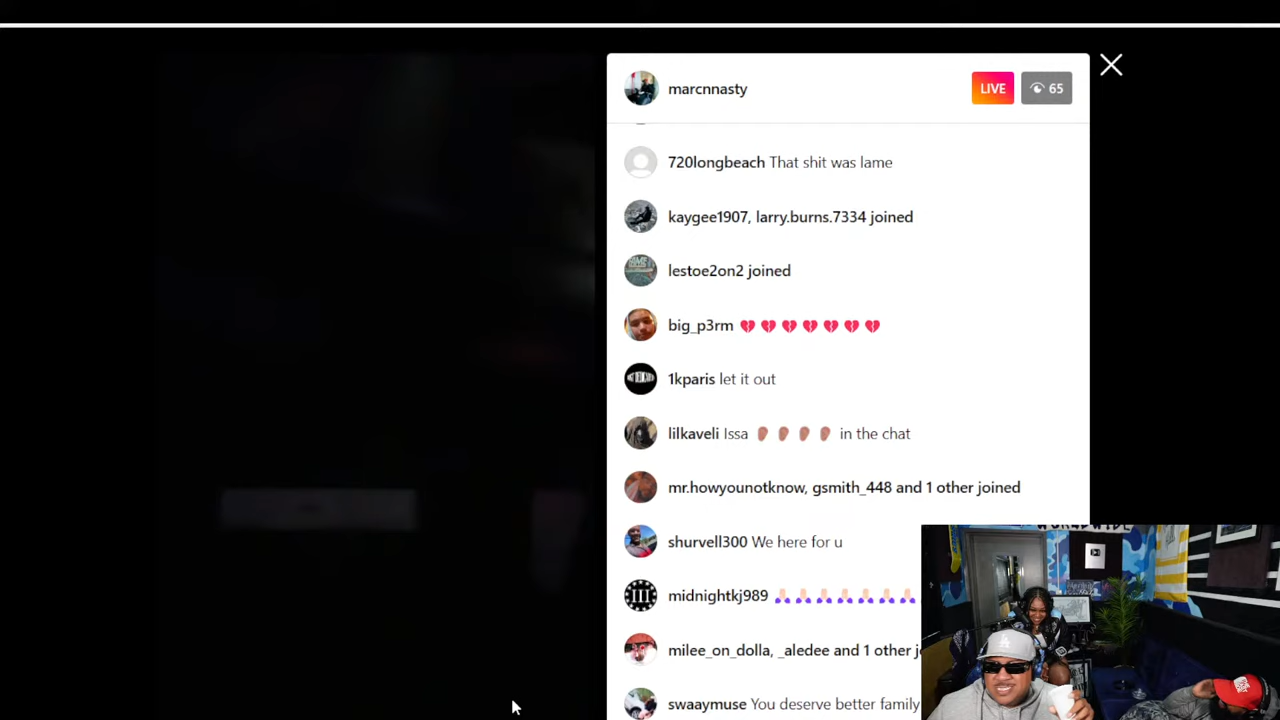 marcnnasty
LIVE 65
720longbeach That shit was lame
kaygee1907, larry.burns.7334 joined
lestoe2on2 joined
big_p3rm 💔 💔 💔 💔 💔 💔 💔
1kparis let it out
lilkaveli Issa 👂🏽 👂🏽 👂🏽 👂🏽 in the chat
mr.howyounotknow, gsmith_448 and 1 other joined
shurvell300 We here for u
WORLDWIDE
III
midnightkj989
milee_on_dolla, _aledee and 1 other
swaaymuse You deserve better family